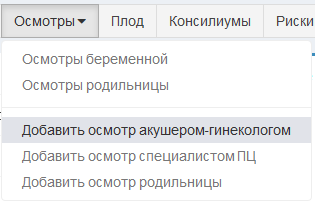 Осмотры Плод Консилиумы Риски
Осмотры беременной
Осмотры родильницы
Добавить осмотр акушером-гинекологом
Добавить осмотр специалистом ПЦ
Добавить осмотр родильницы